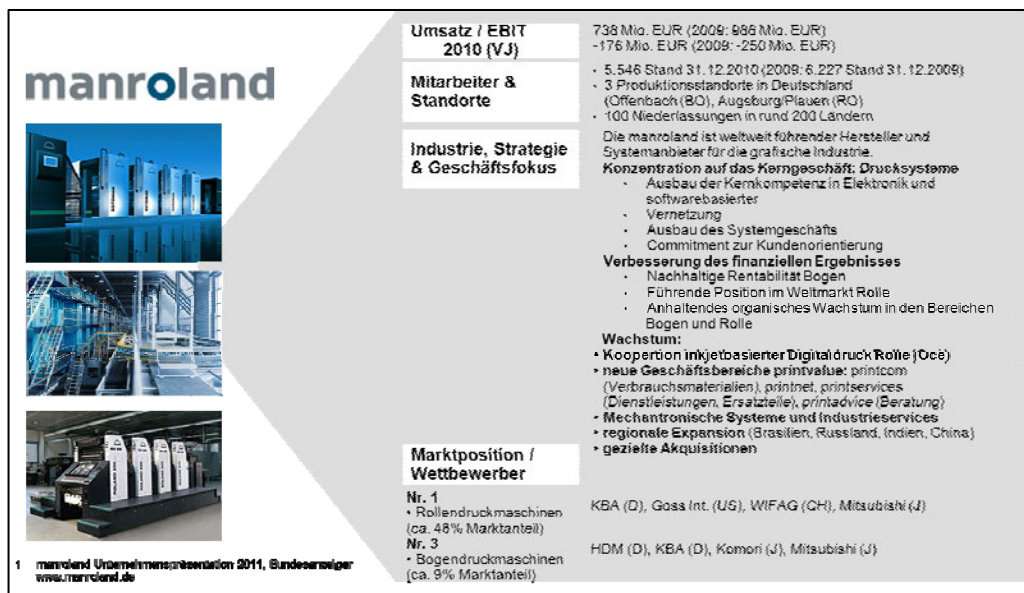 manroland
Umsatz / EBIT
2010 (VJ)
738 Mio. EUR (2009: 986 Mio. EUR)
-176 Mio. EUR (2009: -250 Mio. EUR)
Mitarbeiter &
Standorte
• 5.546 Stand 31.12.2010 (2009: 6.227 Stand 31.12.2009)
• 3 Produktionsstandorte in Deutschland
(Offenbach (BO), Augsburg/Plauen (RO)
• 100 Niederlassungen in rund 200 Ländern
Industrie, Strategie
& Geschäftsfokus
Die manroland ist weltweit führender Hersteller und
Systemanbieter für die grafische Industrie.
Konzentration auf das Kerngeschäft: Drucksysteme
• Ausbau der Kernkompetenz in Elektronik und
softwarebasierter
• Vernetzung
• Ausbau des Systemgeschäfts
• Commitment zur Kundenorientierung
Verbesserung des finanziellen Ergebnisses
• Nachhaltige Rentabilität Bogen
• Führende Position im Weltmarkt Rolle
• Anhaltendes organisches Wachstum in den Bereichen
Bogen und Rolle
Wachstum:
• Koopertion inkjetbasierter Digitaldruck Rolle (Océ)
• neue Geschäftsbereiche printvalue: printcom
(Verbrauchsmaterialien), printnet, printservices
(Dienstleistungen, Ersatzteile), printadvice (Beratung)
• Mechantronische Systeme und Industrieservices
• regionale Expansion (Brasilien, Russland, Indien, China)
• gezielte Akquisitionen
Marktposition /
Wettbewerber
Nr. 1
• Rollendruckmaschinen
(ca. 46% Marktanteil)
KBA (D), Goss Int. (US), WIFAG (CH), Mitsubishi (J)
Nr. 3
• Bogendruckmaschinen
(ca. 9% Marktanteil)
HDM (D), KBA (D), Komori (J), Mitsubishi (J)
1 manroland Unternehmenspräsentation 2011, Bundesanzeiger
www.manroland.de